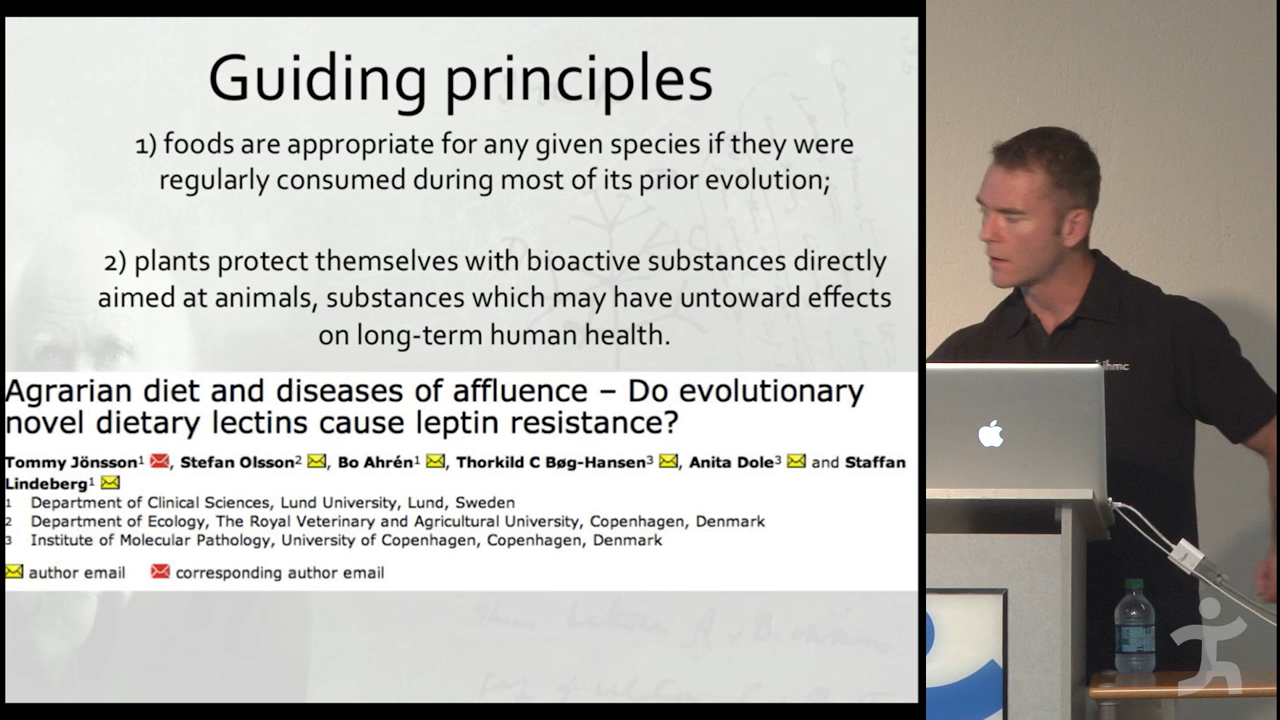 Guiding principles
1) foods are appropriate for any given species if they were
regularly consumed during most of its prior evolution;
2) plants protect themselves with bioactive substances directly
aimed at animals, substances which may have untoward effects
on long-term human health.
Agrarian diet and diseases of affluence – Do evolutionary
novel dietary lectins cause leptin resistance?
Tommy Jönsson1, Stefan Olsson2, Bo Ahrén1, Thorkild C Bøg-Hansen3, Anita Dole3 and Staffan
Lindeberg1
1 Department of Clinical Sciences, Lund University, Lund, Sweden
2 Department of Ecology, The Royal Veterinary and Agricultural University, Copenhagen, Denmark
3 Institute of Molecular Pathology, University of Copenhagen, Copenhagen, Denmark
author email corresponding author email
ihmc